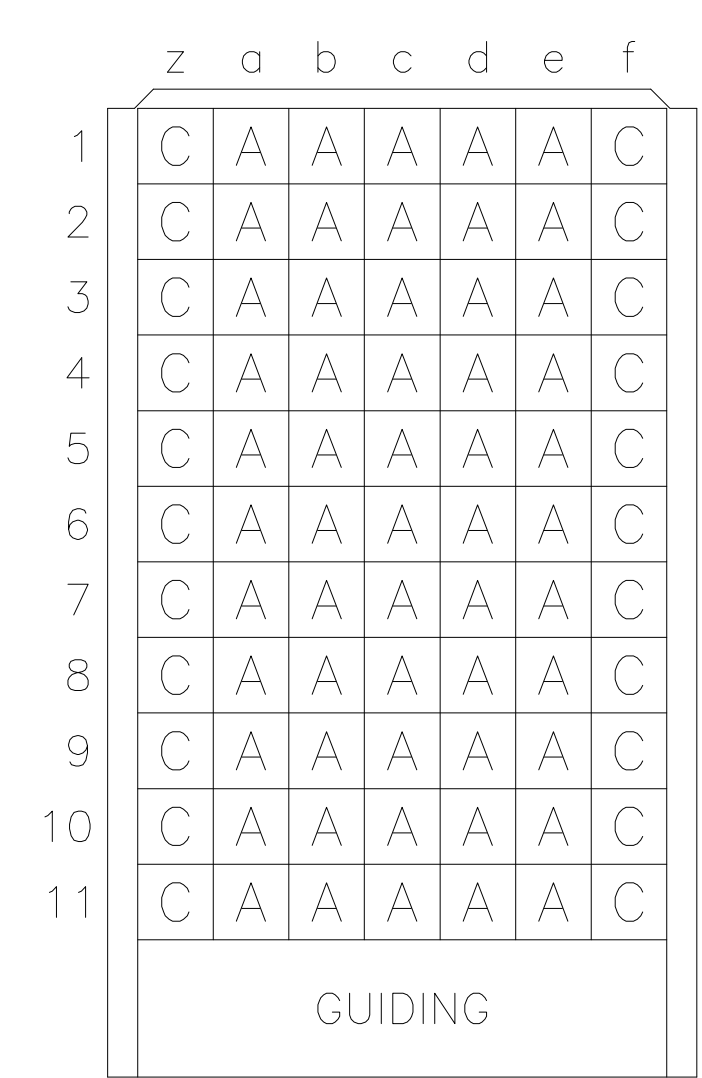 z a b c d e f
1 C A A A A A C
2 C A A A A A C
3 C A A A A A C
4 C A A A A A C
5 C A A A A A C
6 C A A A A A C
7 C A A A A A C
8 C A A A A A C
9 C A A A A A C
10 C A A A A A C
11 C A A A A A C
GUIDING